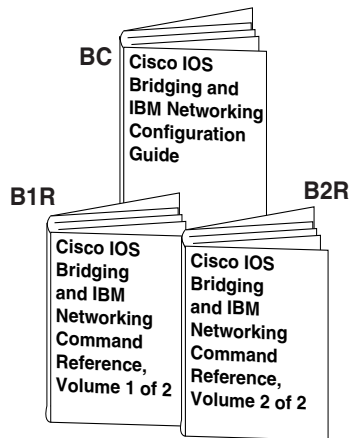 BC
Cisco IOS
Bridging and
IBM Networking
Configuration
Guide
B1R
Cisco IOS
Bridging
and IBM
Networking
Command
Reference,
Volume 1 of 2
B2R
Cisco IOS
Bridging
and IBM
Networking
Command
Reference,
Volume 2 of 2